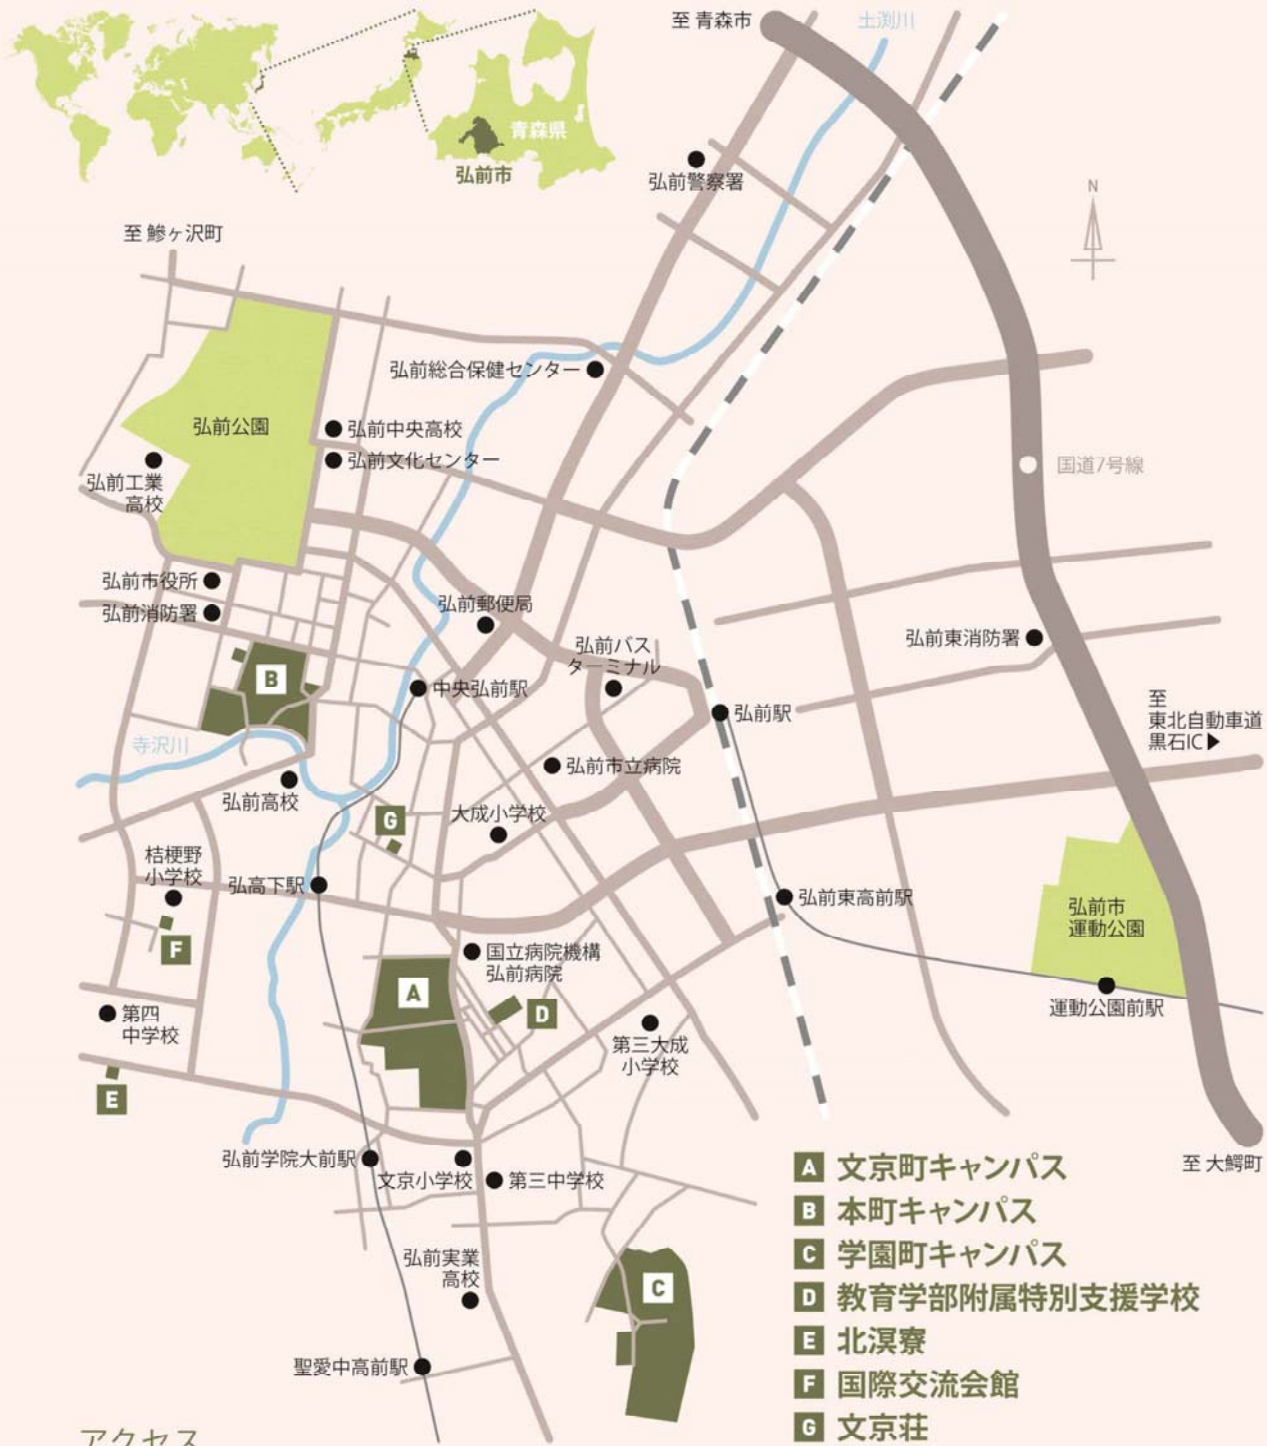 至 青森市
土渕川
青森県
弘前市
弘前警察署
N
至 鰺ヶ沢町
弘前総合保健センター
弘前公園
弘前中央高校
弘前文化センター
国道7号線
弘前工業
高校
弘前市役所
弘前消防署
弘前郵便局
弘前バス
ターミナル
弘前東消防署
B
中央弘前駅
弘前駅
至
東北自動車道
黒石IC▶
寺沢川
弘前市立病院
弘前高校
G
大成小学校
桔梗野
小学校
弘高下駅
弘前東高前駅
弘前市
運動公園
F
国立病院機構
弘前病院
A
D
運動公園前駅
第四
中学校
第三大成
小学校
E
弘前学院大前駅
文京小学校
第三中学校
至 大鰐町
弘前実業
高校
C
聖愛中高前駅
A 文京町キャンパス
B 本町キャンパス
C 学園町キャンパス
D 教育学部附属特別支援学校
E 北溟寮
F 国際交流会館
G 文京荘
アクセス